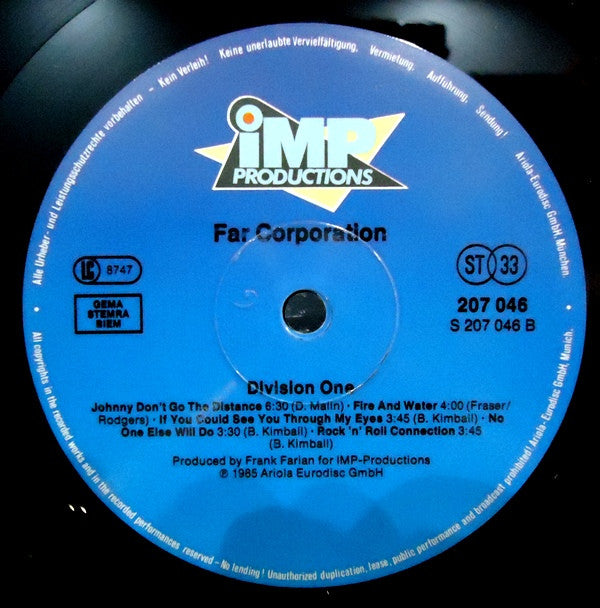 Alle Urheber- und Leistungsschutzrechte vorbehalten – Kein Verleih! Keine unerlaubte Vervielfältigung, Vermietung, Aufführung, Sendung! Ariola-Eurodisc GmbH, München.
iMP
PRODUCTIONS
Far Corporation
LC 8747
GEMA
STEMRA
BIEM
ST 33
207 046
S 207 046 B
Division One
Johnny Don't Go The Distance 6:30 (D. Malin) · Fire And Water 4:00 (Fraser/
Rodgers) · If You Could See You Through My Eyes 3:45 (B. Kimball) · No
One Else Will Do 3:30 (B. Kimball) · Rock 'n' Roll Connection 3:45
(B. Kimball)
Produced by Frank Farian for IMP-Productions
℗ 1985 Ariola Eurodisc GmbH
All copyrights in the recorded works and in the recorded performances reserved – No lending! Unauthorized duplication, lease, public performance and broadcast prohibited! Ariola-Eurodisc GmbH, Munich.